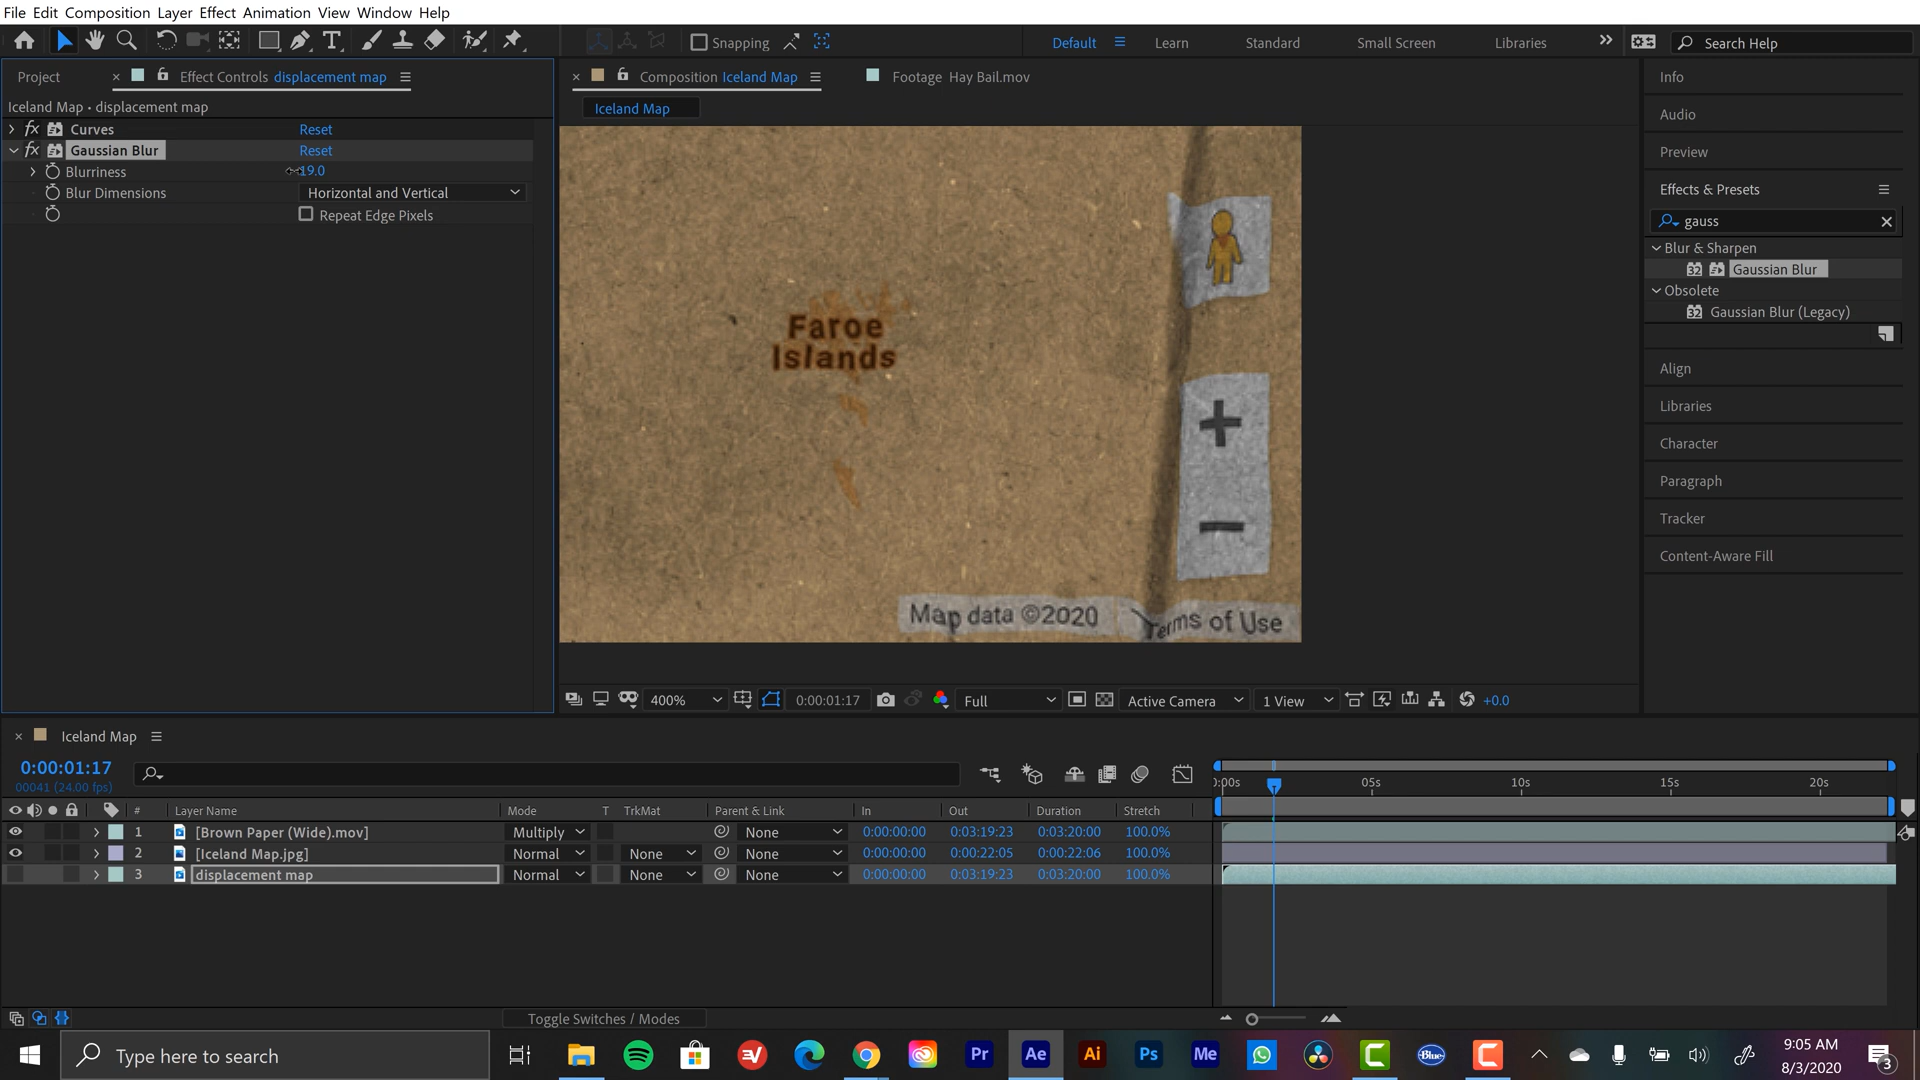 File Edit Composition Layer Effect Animation View Window Help
Snapping
Default Learn Standard Small Screen Libraries Search Help
Project Effect Controls displacement map
Composition Iceland Map Footage Hay Bail.mov
Info
Iceland Map • displacement map
Iceland Map
Audio
fx Curves Reset
fx Gaussian Blur Reset
Preview
Blurriness 19.0
Blur Dimensions Horizontal and Vertical
Effects & Presets
Repeat Edge Pixels
gauss
Blur & Sharpen
32 Gaussian Blur
Obsolete
32 Gaussian Blur (Legacy)
Faroe
Islands
Align
Libraries
Character
Paragraph
Tracker
Content-Aware Fill
Map data ©2020 Terms of Use
400% 0:00:01:17 Full Active Camera 1 View +0.0
Iceland Map
0:00:01:17
00041 (24.00 fps)
0:00s 05s 10s 15s 20s
# Layer Name Mode T TrkMat Parent & Link In Out Duration Stretch
1 [Brown Paper (Wide).mov] Multiply None 0:00:00:00 0:03:19:23 0:03:20:00 100.0%
2 [Iceland Map.jpg] Normal None None 0:00:00:00 0:00:22:05 0:00:22:06 100.0%
3 displacement map Normal None None 0:00:00:00 0:03:19:23 0:03:20:00 100.0%
Toggle Switches / Modes
Type here to search Pr Ae Ai Ps Me Blue 9:05 AM
8/3/2020 3